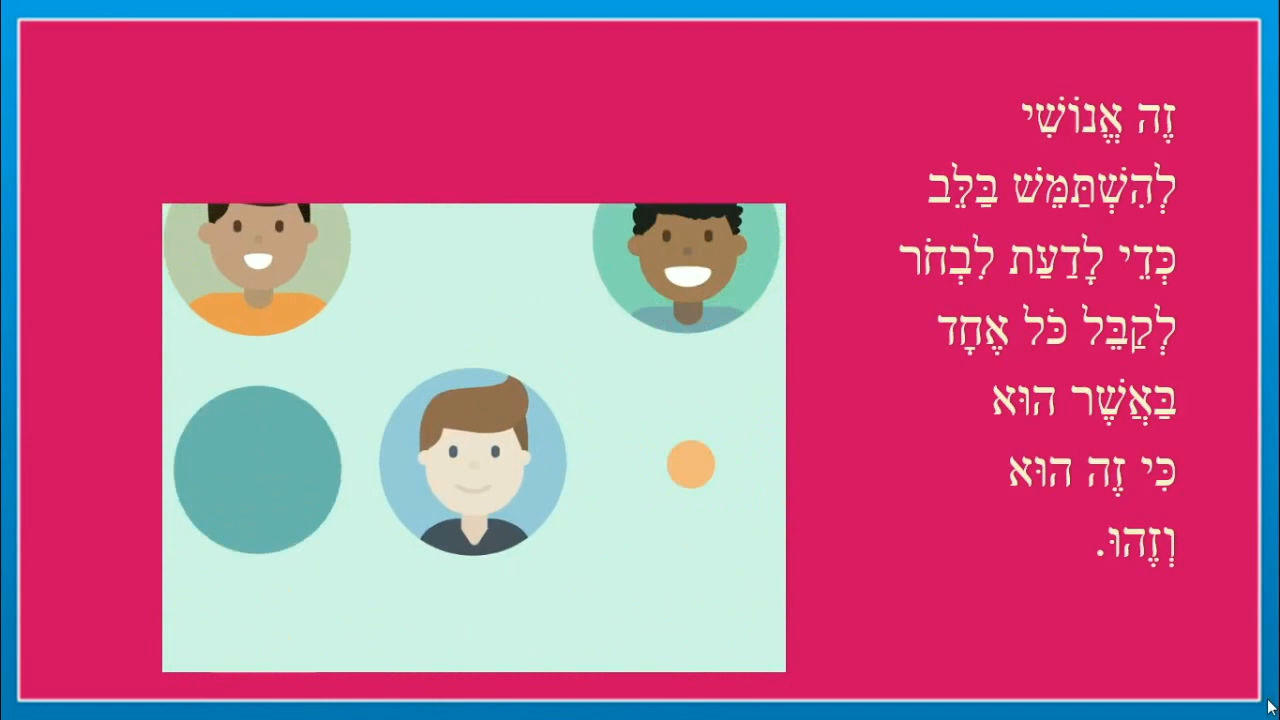 זֶה אֱנוֹשִׁי
לְהִשְׁתַּמֵּשׁ בַּלֵּב
כְּדֵי לָדַעַת לִבְחֹר
לְקַבֵּל כֹּל אֶחָד
בַּאֲשֶׁר הוּא
כִּי זֶה הוּא
וְזֶהוּ.